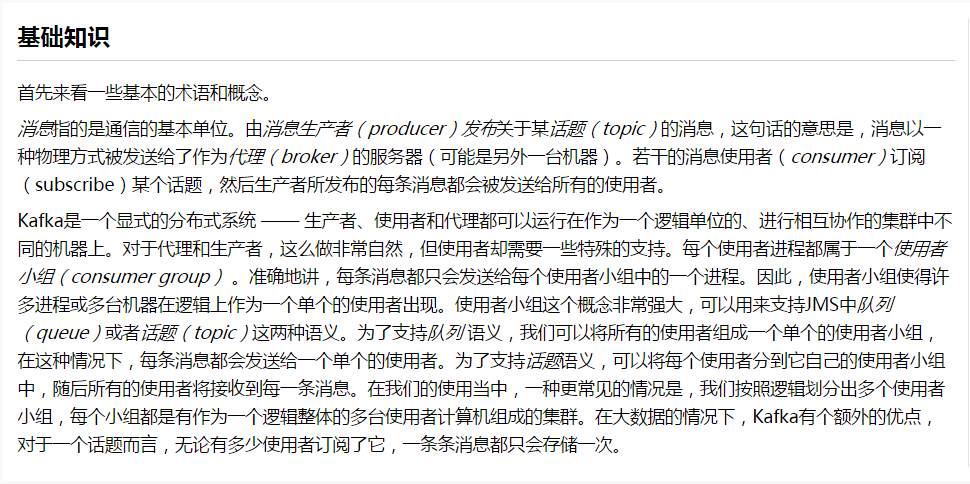 基础知识
首先来看一些基本的术语和概念。
消息指的是通信的基本单位。由消息生产者（producer）发布关于某话题（topic）的消息，这句话的意思是，消息以一
种物理方式被发送给了作为代理（broker）的服务器（可能是另外一台机器）。若干的消息使用者（consumer）订阅
（subscribe）某个话题，然后生产者所发布的每条消息都会被发送给所有的使用者。
Kafka是一个显式的分布式系统 —— 生产者、使用者和代理都可以运行在作为一个逻辑单位的、进行相互协作的集群中不
同的机器上。对于代理和生产者，这么做非常自然，但使用者却需要一些特殊的支持。每个使用者进程都属于一个使用者
小组（consumer group） 。准确地讲，每条消息都只会发送给每个使用者小组中的一个进程。因此，使用者小组使得许
多进程或多台机器在逻辑上作为一个单个的使用者出现。使用者小组这个概念非常强大，可以用来支持JMS中队列
（queue）或者话题（topic）这两种语义。为了支持队列 语义，我们可以将所有的使用者组成一个单个的使用者小组，
在这种情况下，每条消息都会发送给一个单个的使用者。为了支持话题语义，可以将每个使用者分到它自己的使用者小组
中，随后所有的使用者将接收到每一条消息。在我们的使用当中，一种更常见的情况是，我们按照逻辑划分出多个使用者
小组，每个小组都是有作为一个逻辑整体的多台使用者计算机组成的集群。在大数据的情况下，Kafka有个额外的优点，
对于一个话题而言，无论有多少使用者订阅了它，一条条消息都只会存储一次。